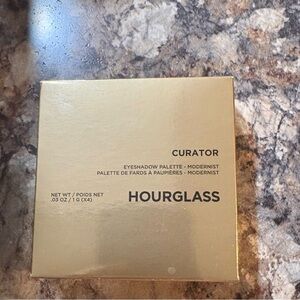 CURATOR
EYESHADOW PALETTE - MODERNIST
PALETTE DE FARDS À PAUPIÈRES - MODERNIST
NET WT / POIDS NET
.03 OZ / 1 G (X4)
HOURGLASS